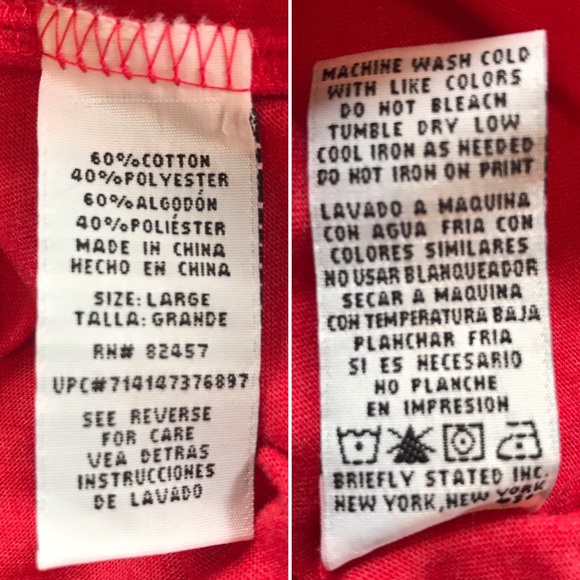 60%COTTON
40%POLYESTER
60%ALGODÓN
40%POLIÉSTER
MADE IN CHINA
HECHO EN CHINA
SIZE: LARGE
TALLA: GRANDE
RN# 82457
UPC#714147376897
SEE REVERSE
FOR CARE
VEA DETRAS
INSTRUCCIONES
DE LAVADO
MACHINE WASH COLD
WITH LIKE COLORS
DO NOT BLEACH
TUMBLE DRY LOW
COOL IRON AS NEEDED
DO NOT IRON ON PRINT
LAVADO A MAQUINA
CON AGUA FRIA CON
COLORES SIMILARES
NO USAR BLANQUEADOR
SECAR A MAQUINA
CON TEMPERATURA BAJA
PLANCHAR FRIA
SI ES NECESARIO
NO PLANCHE
EN IMPRESION
BRIEFLY STATED INC.
NEW YORK, NEW YORK